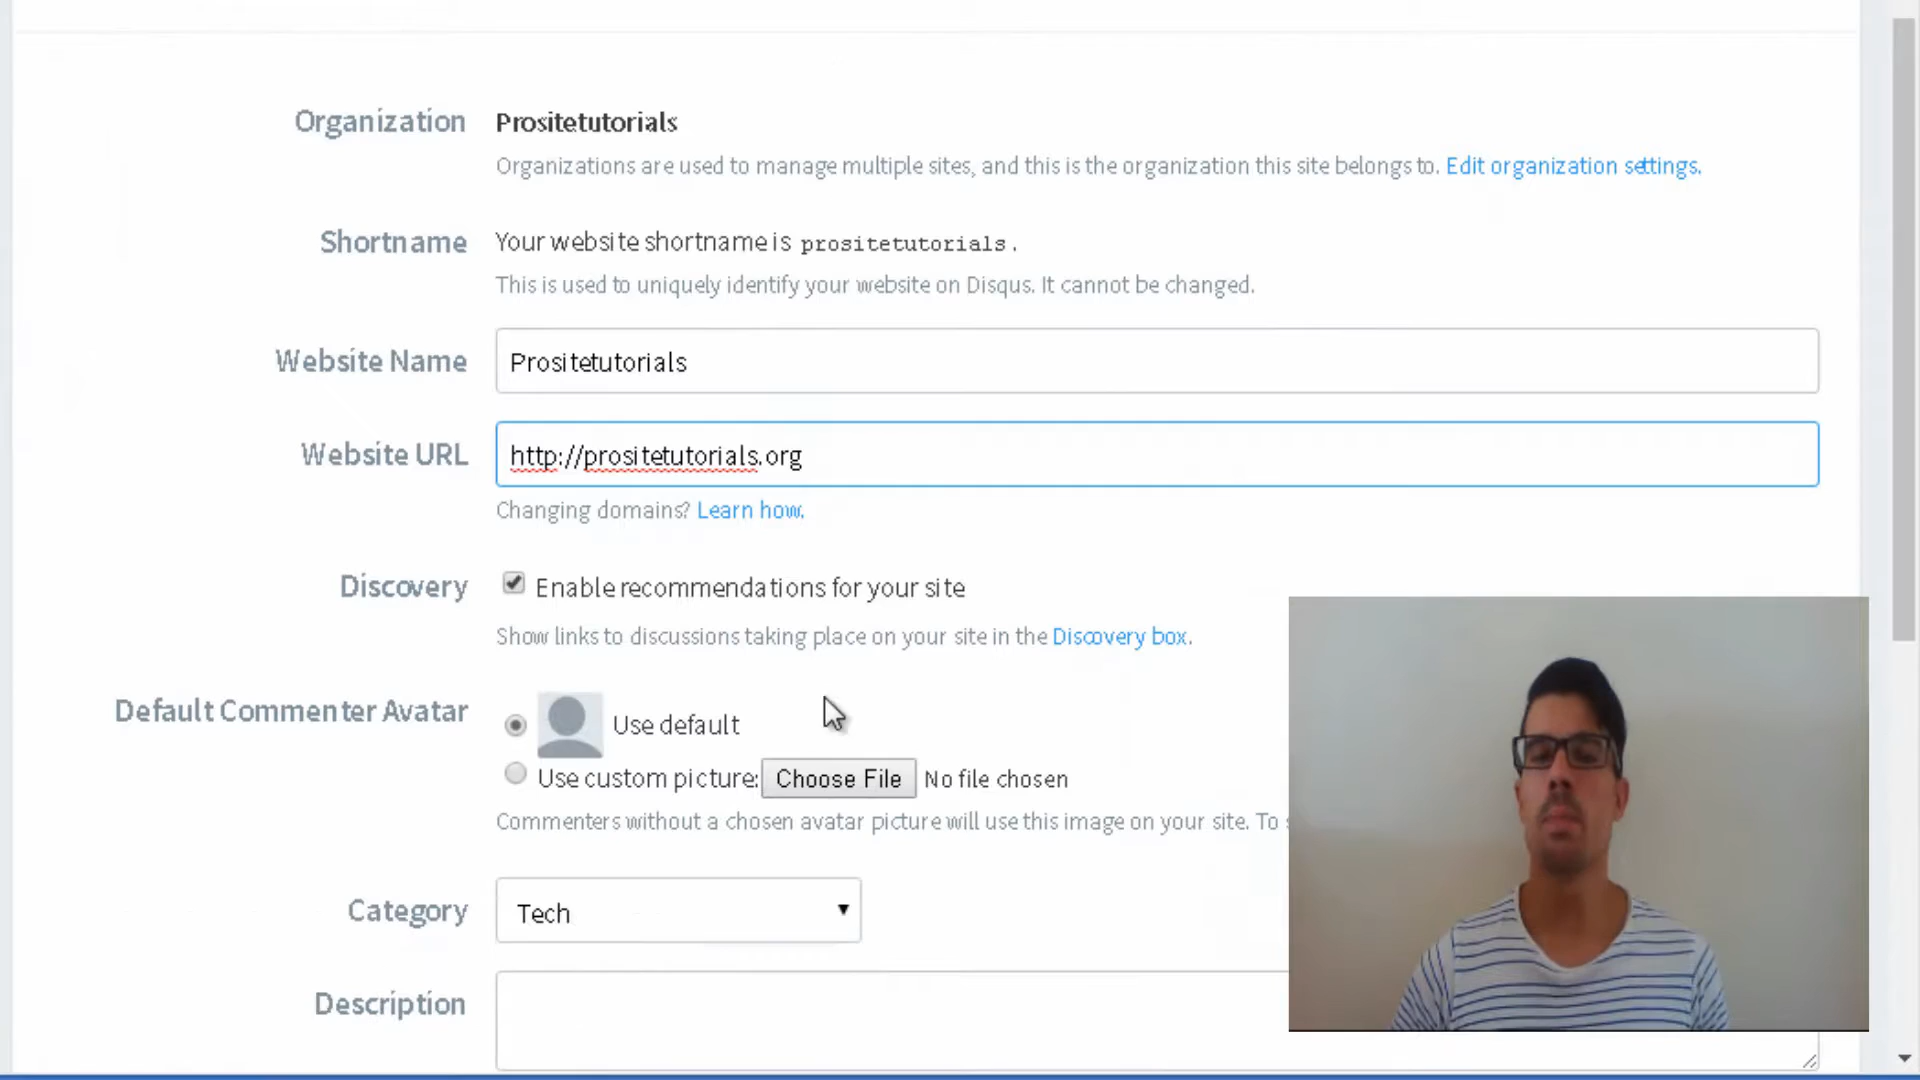 Organization Prositetutorials
Organizations are used to manage multiple sites, and this is the organization this site belongs to. Edit organization settings.
Shortname Your website shortname is prositetutorials.
This is used to uniquely identify your website on Disqus. It cannot be changed.
Website Name Prositetutorials
Website URL http://prositetutorials.org
Changing domains? Learn how.
Discovery Enable recommendations for your site
Show links to discussions taking place on your site in the Discovery box.
Default Commenter Avatar Use default
Use custom picture: Choose File No file chosen
Commenters without a chosen avatar picture will use this image on your site. To
Category Tech
Description